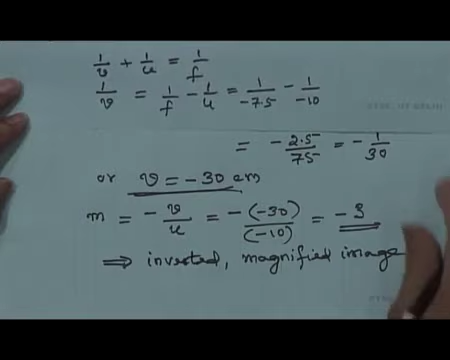 1/v + 1/u = 1/f
1/v = 1/f - 1/u = 1/-7.5 - 1/-10
= - 2.5/75 = - 1/30
or v = -30 cm
m = - v/u = - (-30)/(-10) = -3
⇒ inverted, magnified image